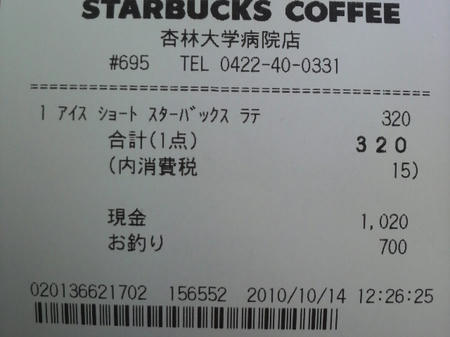 STARBUCKS COFFEE
杏林大学病院店
#695 TEL 0422-40-0331
1 アイス ショート スターバックス ラテ 320
合計(1点) 320
(内消費税 15)
現金 1,020
お釣り 700
020136621702 156552 2010/10/14 12:26:25